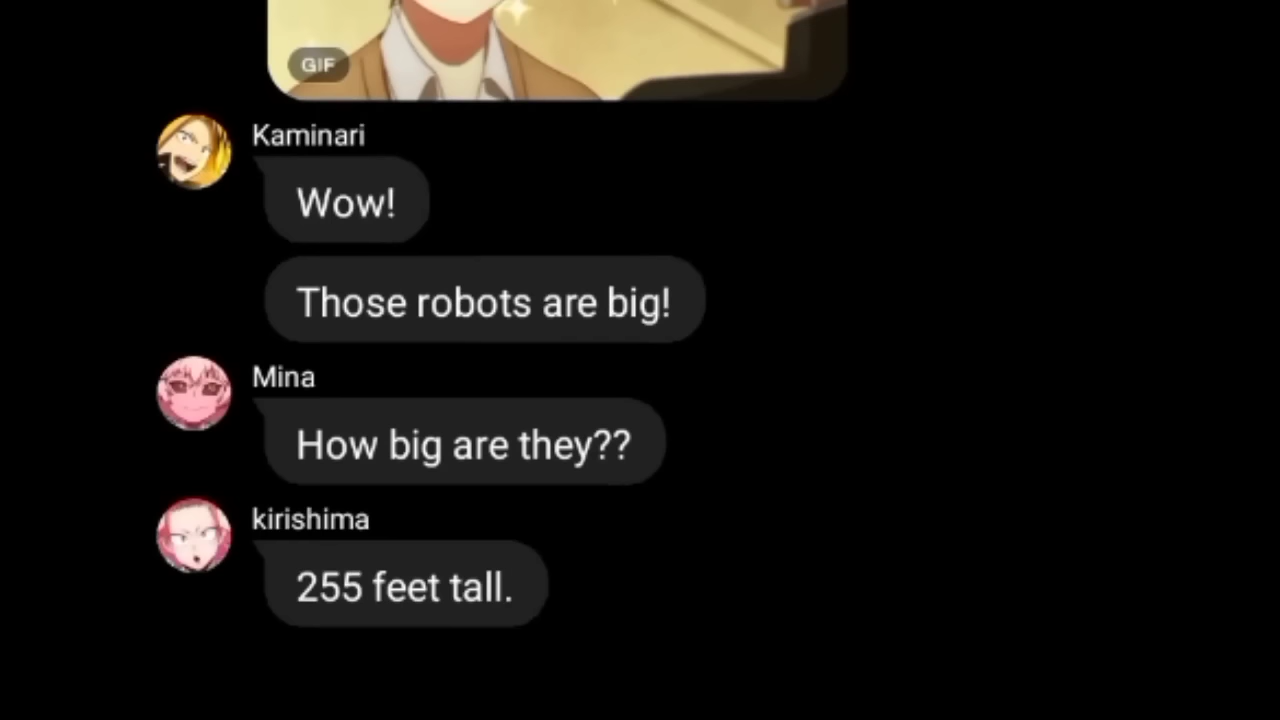 GIF
Kaminari
Wow!
Those robots are big!
Mina
How big are they??
kirishima
255 feet tall.